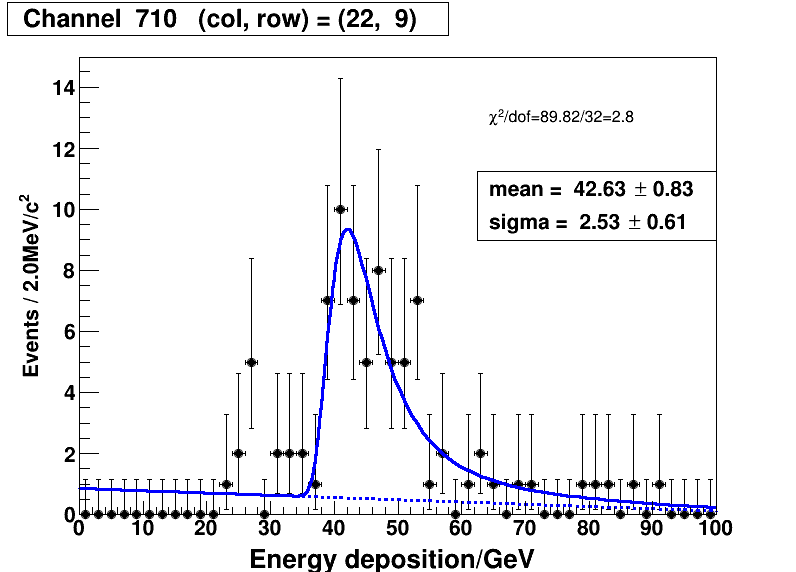 Channel 710 (col, row) = (22, 9)
χ²/dof=89.82/32=2.8
mean = 42.63 ± 0.83
sigma = 2.53 ± 0.61
Events / 2.0MeV/c²
14
12
10
8
6
4
2
0
0 10 20 30 40 50 60 70 80 90 100
Energy deposition/GeV